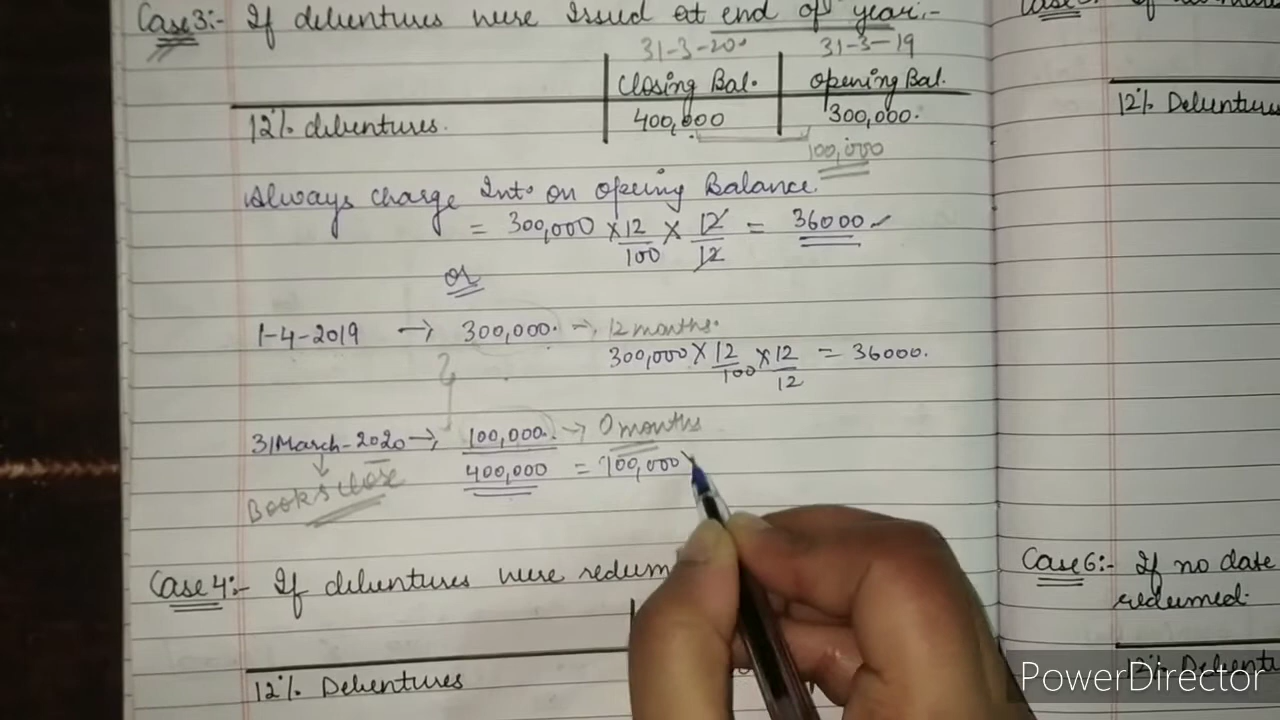 Case 3:- If debentures were Issued at end of year:-
31-3-20 31-3-19
Closing Bal. Opening Bal.
12% debentures. 400,000 300,000.
100,000
Always charge Int. on Opening Balance.
= 300,000 × 12/100 × 12/12 = 36000
or
1-4-2019 → 300,000. → 12 months.
300,000 × 12/100 × 12/12 = 36000.
31 March-2020 → 100,000. → 0 months
400,000 = 100,000 ×
Books close
Case 4:- If debentures were redeem
12% Debentures
12% Debentures
Case 6:- If no date
redeemed.
12% Debentu
PowerDirector